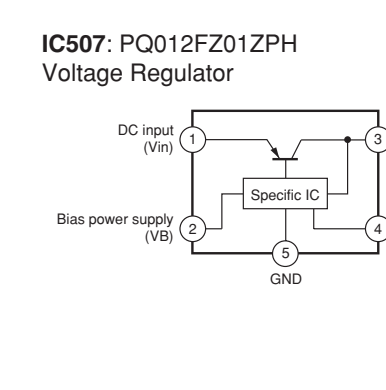 IC507: PQ012FZ01ZPH
Voltage Regulator
DC input
(Vin)
1
3
Specific IC
Bias power supply
(VB)
2
4
5
GND